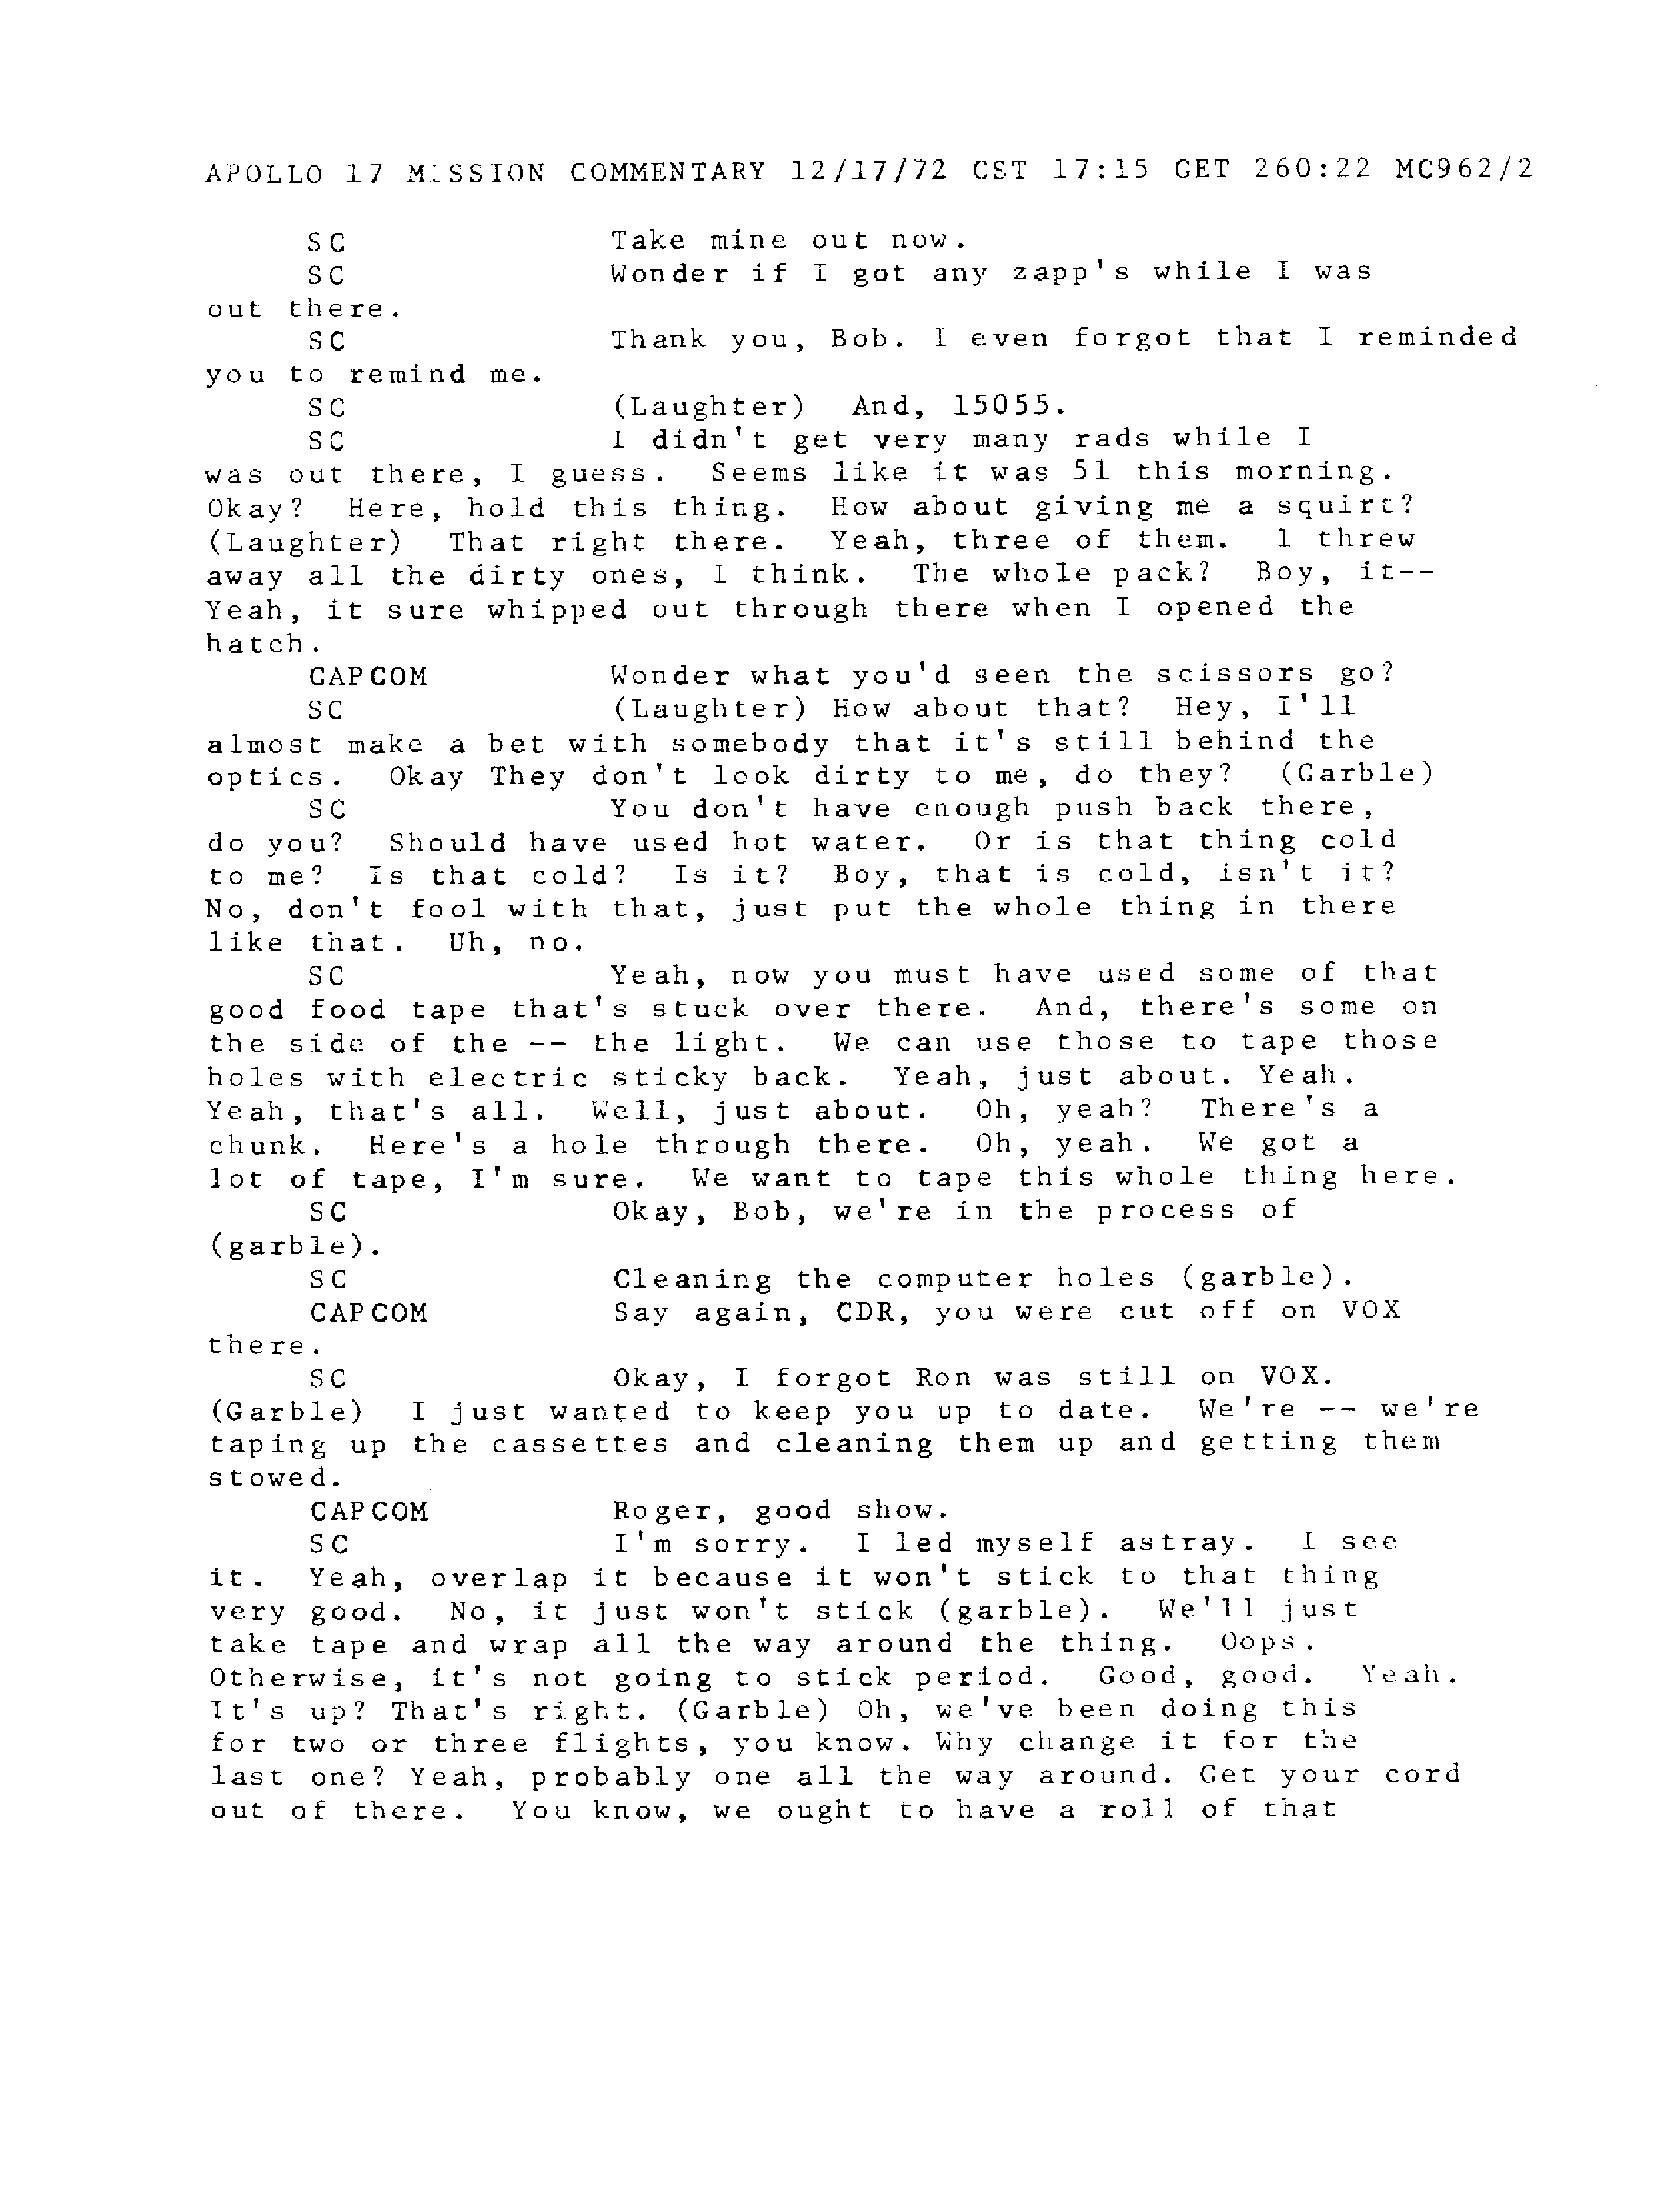 APOLLO 17 MISSION COMMENTARY 12/17/72 CST 17:15 GET 260:22 MC962/2
SC Take mine out now.
SC Wonder if I got any zapp's while I was
out there.
SC Thank you, Bob. I even forgot that I reminded
you to remind me.
SC (Laughter) And, 15055.
SC I didn't get very many rads while I
was out there, I guess. Seems like it was 51 this morning.
Okay? Here, hold this thing. How about giving me a squirt?
(Laughter) That right there. Yeah, three of them. I threw
away all the dirty ones, I think. The whole pack? Boy, it--
Yeah, it sure whipped out through there when I opened the
hatch.
CAPCOM Wonder what you'd seen the scissors go?
SC (Laughter) How about that? Hey, I'll
almost make a bet with somebody that it's still behind the
optics. Okay They don't look dirty to me, do they? (Garble)
SC You don't have enough push back there,
do you? Should have used hot water. Or is that thing cold
to me? Is that cold? Is it? Boy, that is cold, isn't it?
No, don't fool with that, just put the whole thing in there
like that. Uh, no.
SC Yeah, now you must have used some of that
good food tape that's stuck over there. And, there's some on
the side of the -- the light. We can use those to tape those
holes with electric sticky back. Yeah, just about. Yeah.
Yeah, that's all. Well, just about. Oh, yeah? There's a
chunk. Here's a hole through there. Oh, yeah. We got a
lot of tape, I'm sure. We want to tape this whole thing here.
SC Okay, Bob, we're in the process of
(garble).
SC Cleaning the computer holes (garble).
CAPCOM Say again, CDR, you were cut off on VOX
there.
SC Okay, I forgot Ron was still on VOX.
(Garble) I just wanted to keep you up to date. We're -- we're
taping up the cassettes and cleaning them up and getting them
stowed.
CAPCOM Roger, good show.
SC I'm sorry. I led myself astray. I see
it. Yeah, overlap it because it won't stick to that thing
very good. No, it just won't stick (garble). We'll just
take tape and wrap all the way around the thing. Oops.
Otherwise, it's not going to stick period. Good, good. Yeah.
It's up? That's right. (Garble) Oh, we've been doing this
for two or three flights, you know. Why change it for the
last one? Yeah, probably one all the way around. Get your cord
out of there. You know, we ought to have a roll of that